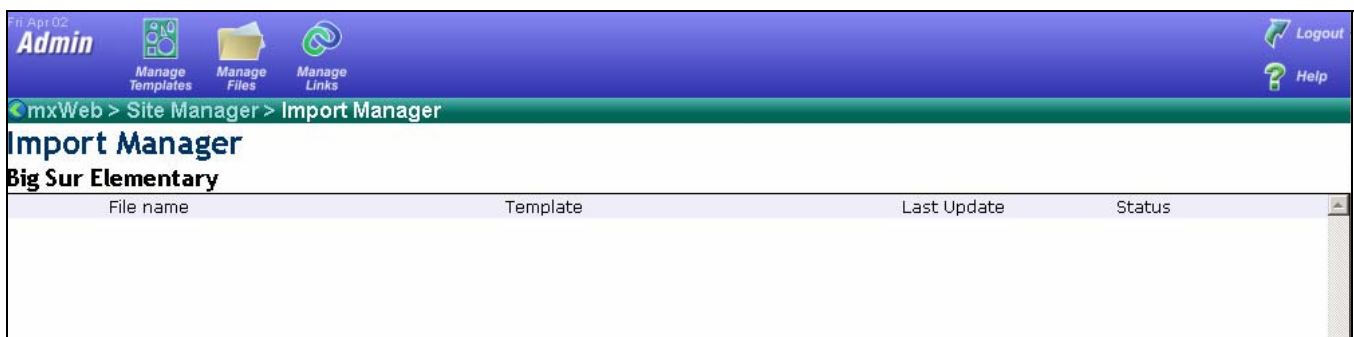 Fri Apr 02
Admin
Manage Templates
Manage Files
Manage Links
Logout
Help
mxWeb > Site Manager > Import Manager
Import Manager
Big Sur Elementary
File name Template Last Update Status